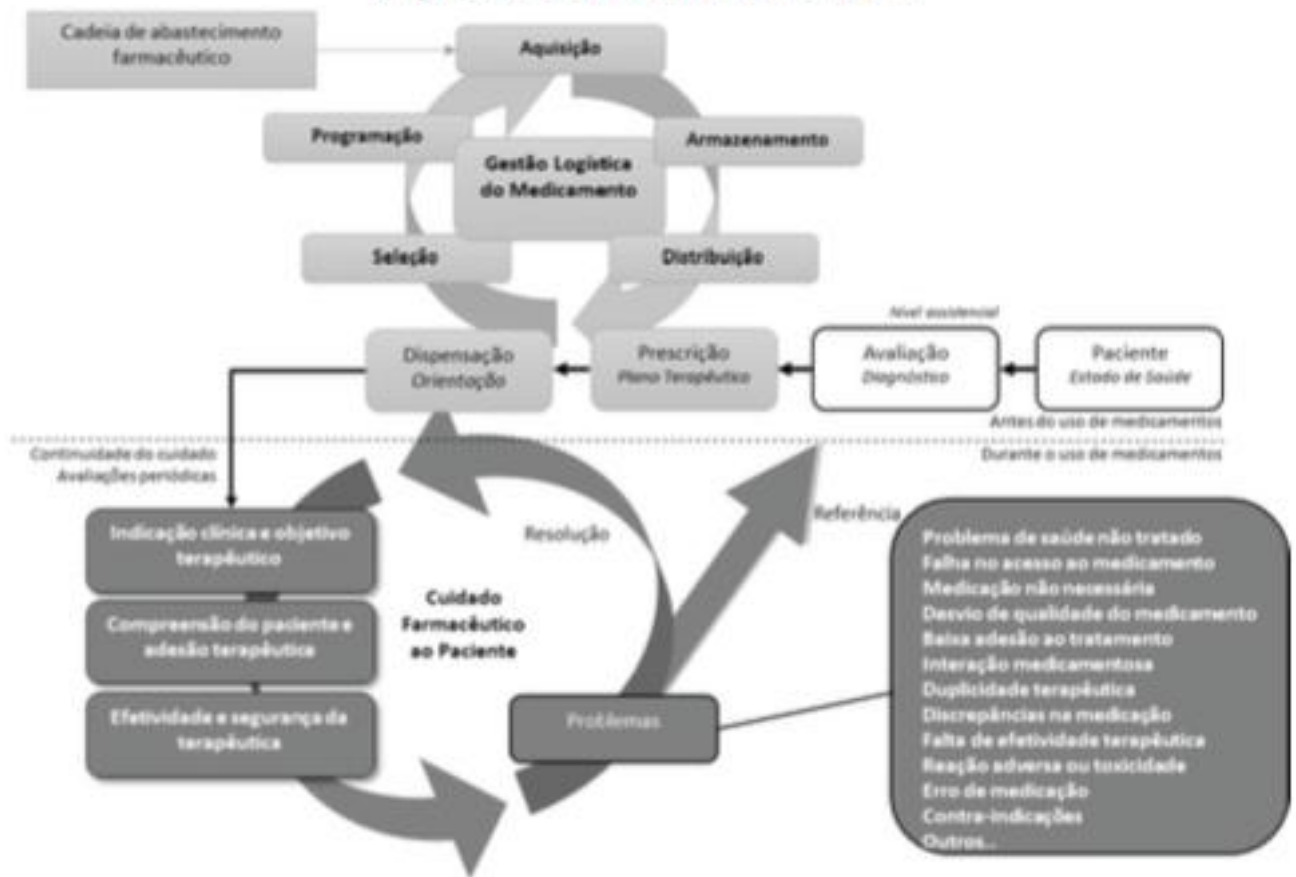 Cadeia de abastecimento
farmacêutico
Aquisição
Programação
Armazenamento
Gestão Logística
do Medicamento
Seleção
Distribuição
Nível assistencial
Dispensação
Orientação
Prescrição
Plano Terapêutico
Avaliação
Diagnóstico
Paciente
Estado de Saúde
Antes do uso de medicamentos
Continuidade do cuidado
Avaliações periódicas
Durante o uso de medicamentos
Indicação clínica e objetivo
terapêutico
Compreensão do paciente e
adesão terapêutica
Efetividade e segurança da
terapêutica
Cuidado
Farmacêutico
ao Paciente
Resolução
Referência
Problemas
Problema de saúde não tratado
Falha no acesso ao medicamento
Medicação não necessária
Desvio de qualidade do medicamento
Baixa adesão ao tratamento
Interação medicamentosa
Duplicidade terapêutica
Discrepâncias na medicação
Falta de efetividade terapêutica
Reação adversa ou toxicidade
Erro de medicação
Contra-indicações
Outros...